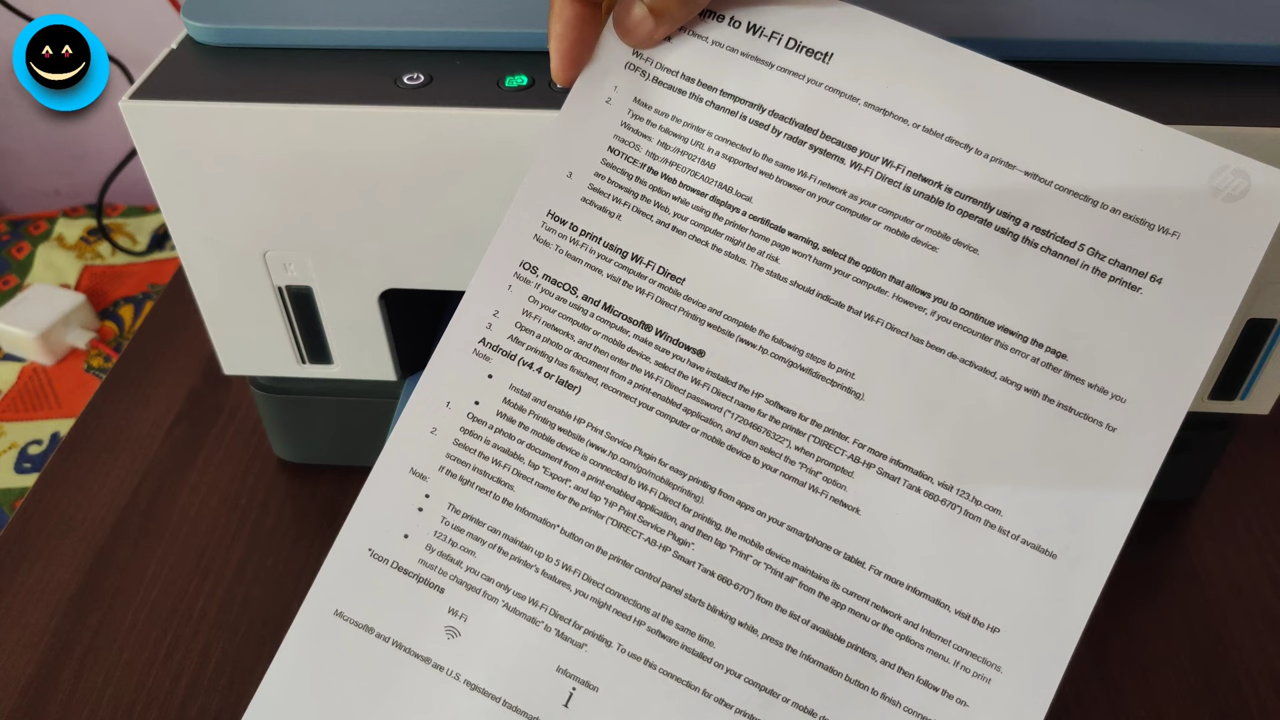 me to Wi-Fi Direct!
Direct, you can wirelessly connect your computer, smartphone, or tablet directly to a printer—without connecting to an existing Wi-Fi
Wi-Fi Direct has been temporarily deactivated because your Wi-Fi network is currently using a restricted 5 Ghz channel 64
(DFS).Because this channel is used by radar systems. Wi-Fi Direct is unable to operate using this channel in the printer.
1. Make sure the printer is connected to the same Wi-Fi network as your computer or mobile device.
2. Type the following URL in a supported web browser on your computer or mobile device:
Windows: http://HP0218AB
macOS: http://HPE070EA0218AB.local.
NOTICE:If the Web browser displays a certificate warning, select the option that allows you to continue viewing the page.
Selecting this option while using the printer home page won't harm your computer. However, if you encounter this error at other times while you
are browsing the Web, your computer might be at risk.
3. Select Wi-Fi Direct, and then check the status. The status should indicate that Wi-Fi Direct has been de-activated, along with the instructions for
activating it.
How to print using Wi-Fi Direct
Turn on Wi-Fi in your computer or mobile device and complete the following steps to print.
Note: To learn more, visit the Wi-Fi Direct Printing website (www.hp.com/go/wifidirectprinting).
iOS, macOS, and Microsoft® Windows®
Note: If you are using a computer, make sure you have installed the HP software for the printer. For more information, visit 123.hp.com.
1. On your computer or mobile device, select the Wi-Fi Direct name for the printer ("DIRECT-AB-HP Smart Tank 660-670") from the list of available
Wi-Fi networks, and then enter the Wi-Fi Direct password ("172046676322"), when prompted.
2. Open a photo or document from a print-enabled application, and then select the "Print" option.
3. After printing has finished, reconnect your computer or mobile device to your normal Wi-Fi network.
Android (v4.4 or later)
Note:
• Install and enable HP Print Service Plugin for easy printing from apps on your smartphone or tablet. For more information, visit the HP
Mobile Printing website (www.hp.com/go/mobileprinting).
• While the mobile device is connected to Wi-Fi Direct for printing, the mobile device maintains its current network and Internet connections.
1. Open a photo or document from a print-enabled application, and then tap "Print" or "Print all" from the app menu or the options menu. If no print
option is available, tap "Export", and tap "HP Print Service Plugin".
2. Select the Wi-Fi Direct name for the printer ("DIRECT-AB-HP Smart Tank 660-670") from the list of available printers, and then follow the on-
screen instructions.
If the light next to the Information* button on the printer control panel starts blinking while, press the Information button to finish connec
Note:
• The printer can maintain up to 5 Wi-Fi Direct connections at the same time.
• To use many of the printer's features, you might need HP software installed on your computer or mobile de
123.hp.com.
• By default, you can only use Wi-Fi Direct for printing. To use this connection for other printe
must be changed from "Automatic" to "Manual".
*Icon Descriptions
Wi-Fi
Information
Microsoft® and Windows® are U.S. registered tradema
hp